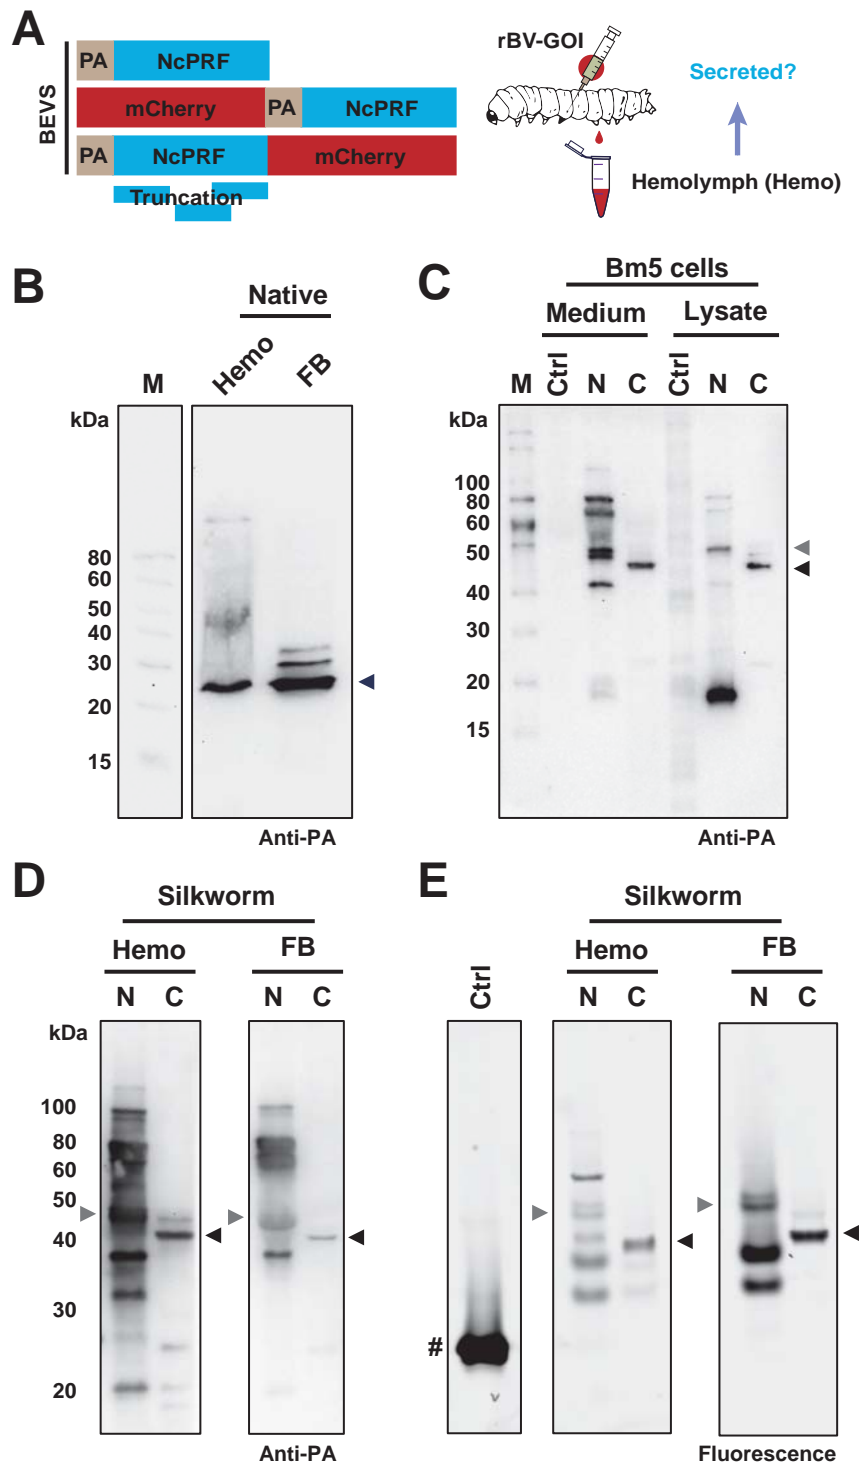 A
BEVS
PA NcPRF
mCherry PA NcPRF
PA NcPRF mCherry
Truncation
rBV-GOI
Secreted?
Hemolymph (Hemo)
B
Native
M Hemo FB
kDa
80
60
50
40
30
20
15
Anti-PA
C
Bm5 cells
Medium Lysate
M Ctrl N C Ctrl N C
kDa
100
80
60
50
40
30
20
15
Anti-PA
D
Silkworm
Hemo FB
N C N C
kDa
100
80
60
50
40
30
20
Anti-PA
E
Silkworm
Ctrl Hemo FB
N C N C
#
Fluorescence